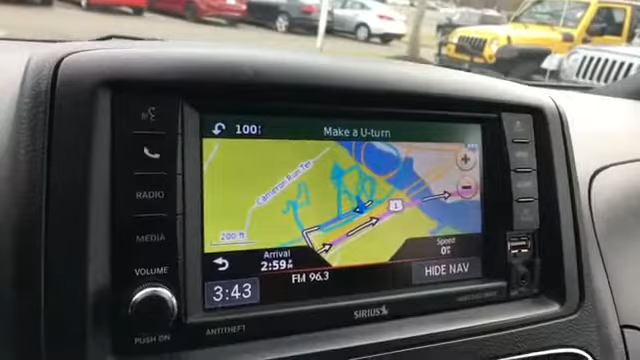 100
Make a U-turn
Cameron Run Ter
1
200 ft
Arrival
2:59
Speed
0
FM 96.3
3:43
HIDE NAV
RADIO
MEDIA
VOLUME
PUSH ON
ANTITHEFT
SIRIUS